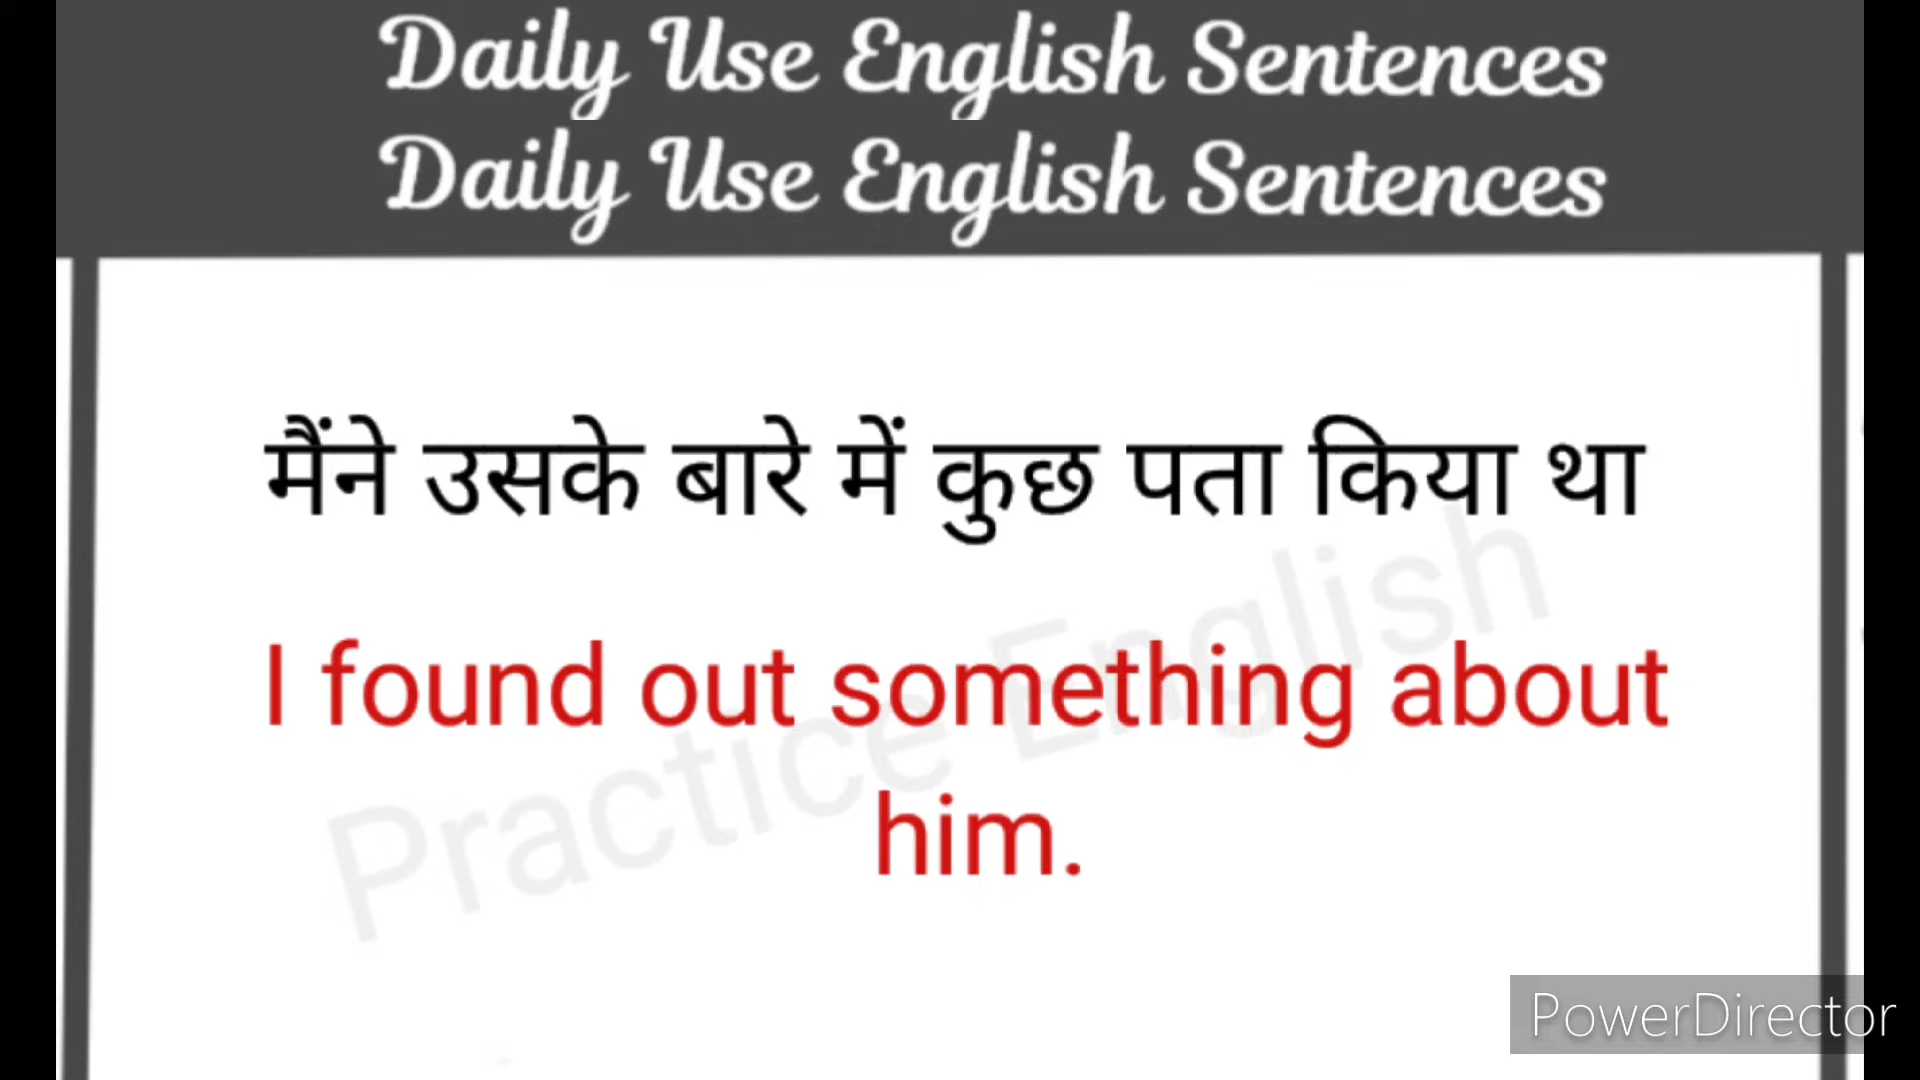 Daily Use English Sentences
Daily Use English Sentences
मैंने उसके बारे में कुछ पता किया था
I found out something about
him.
Practice English
PowerDirector